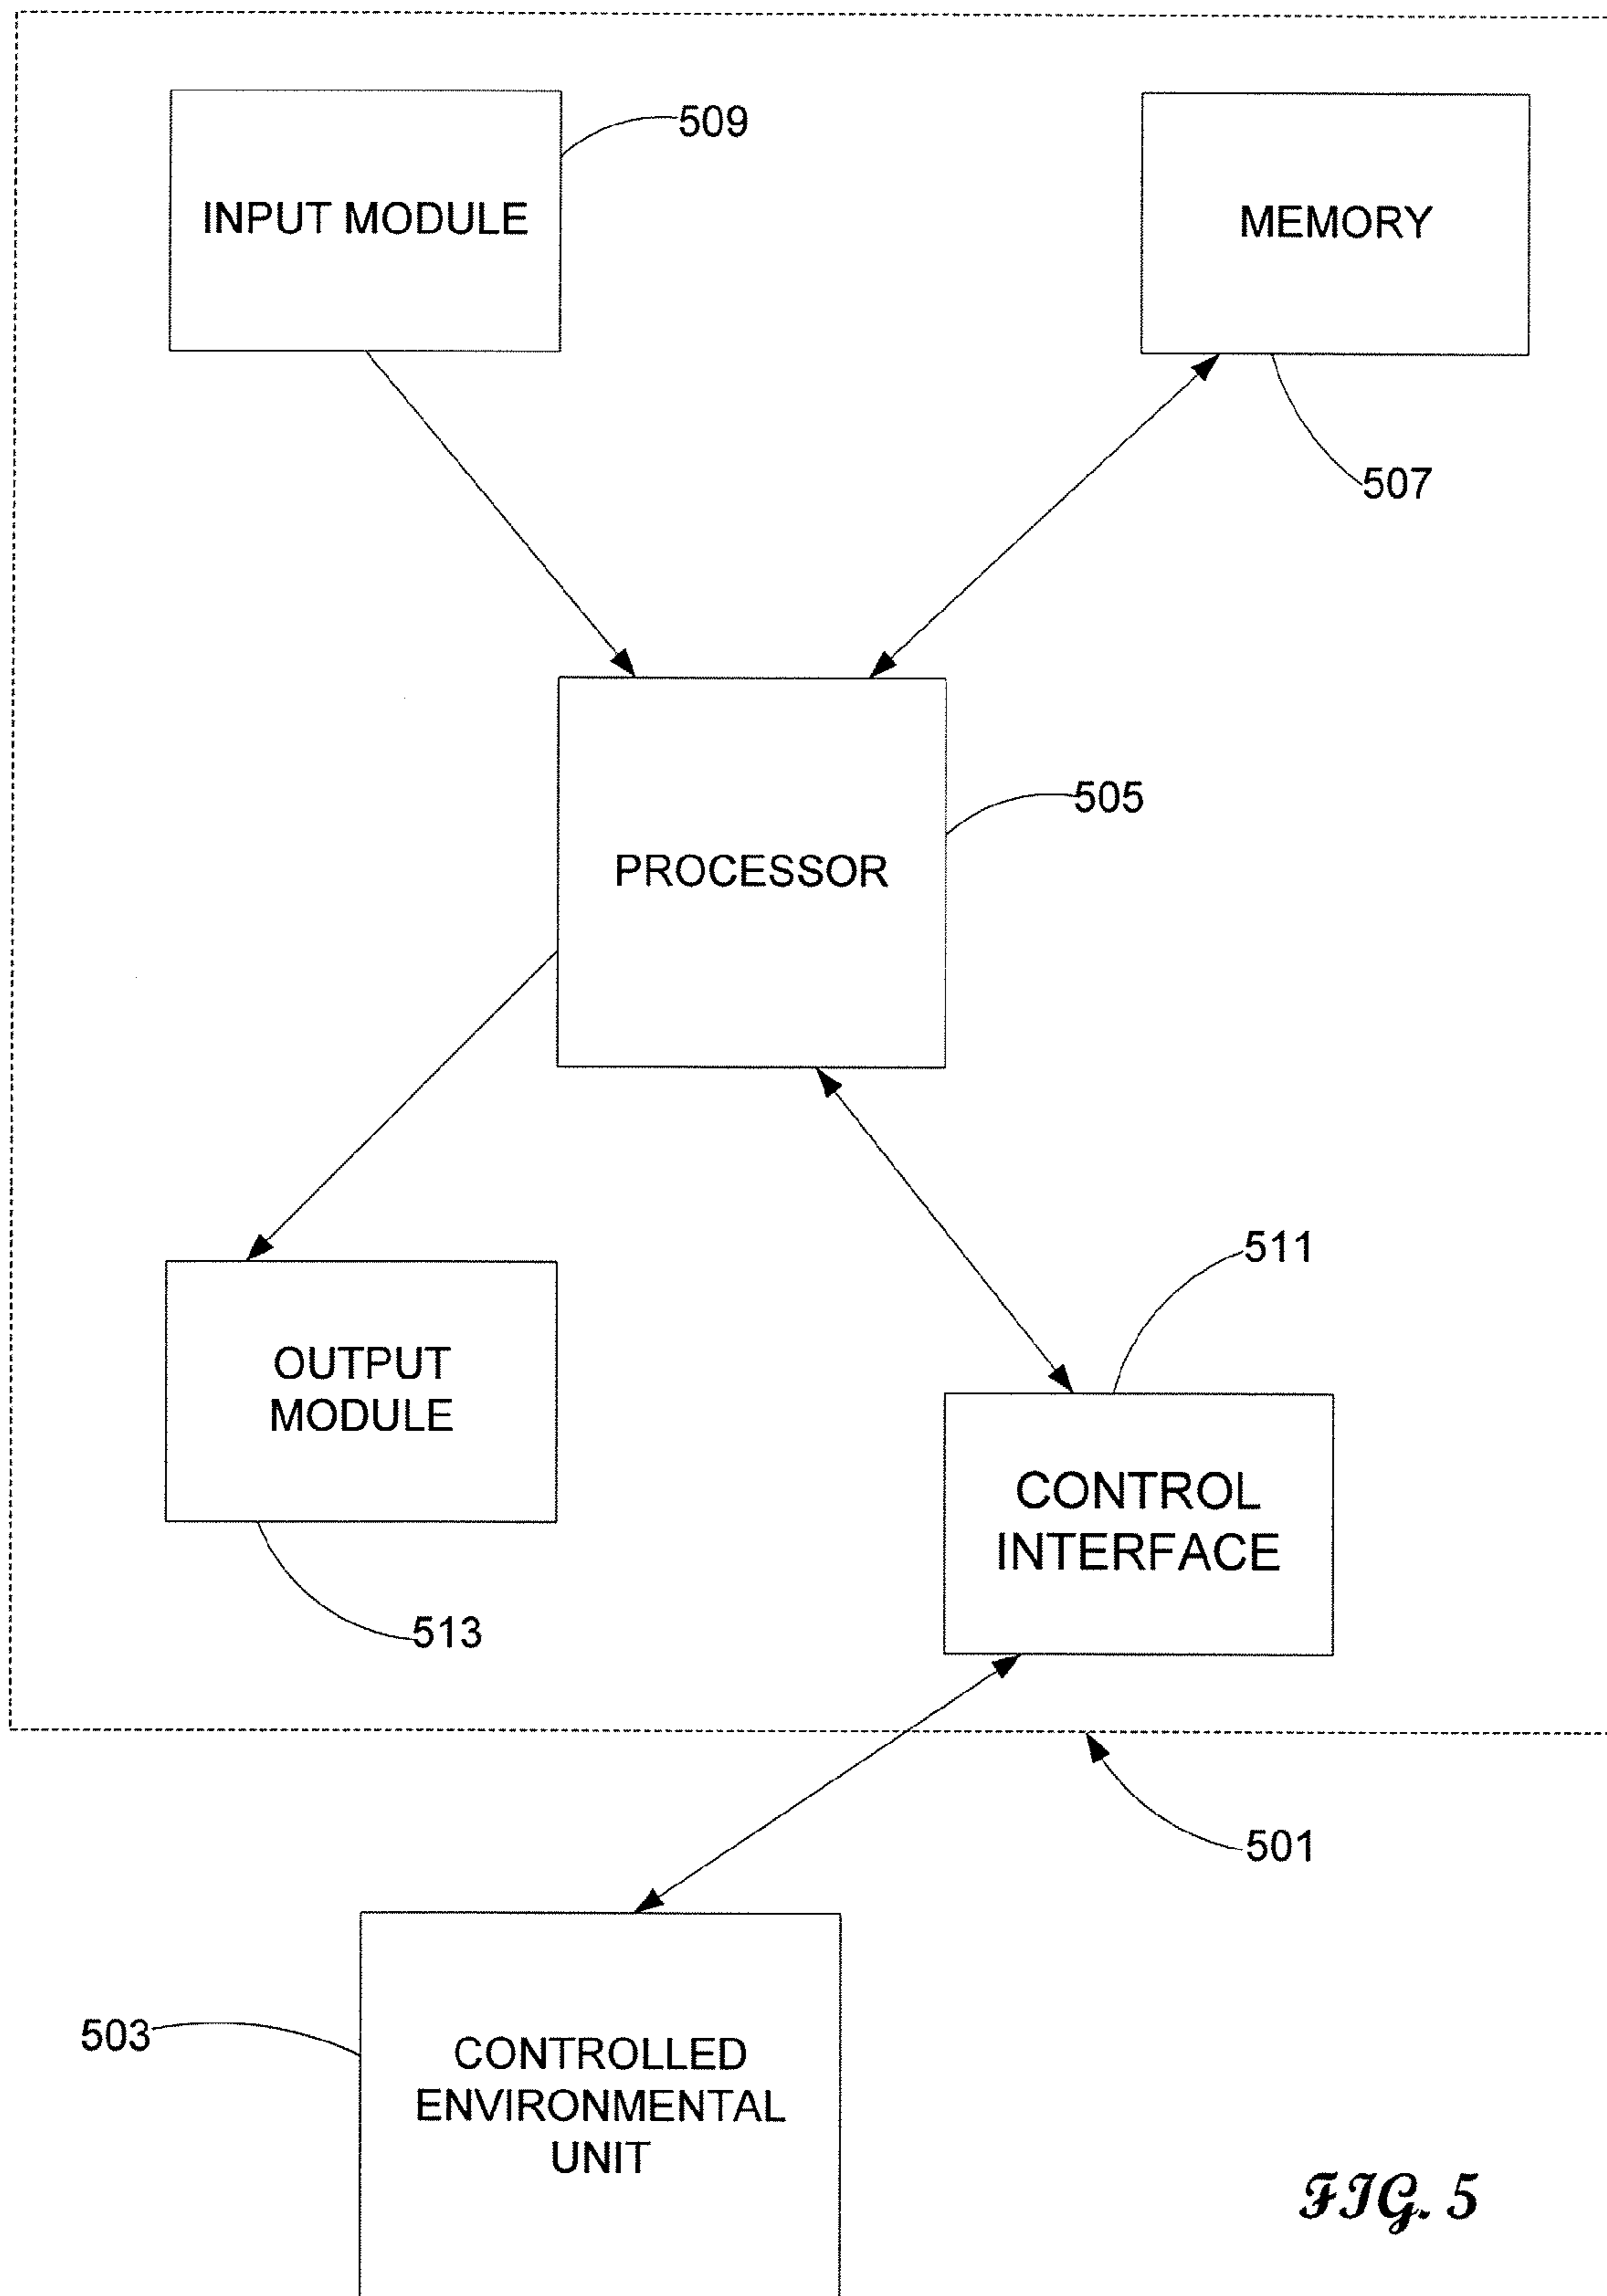 509
INPUT MODULE
MEMORY
507
505
PROCESSOR
511
OUTPUT
MODULE
CONTROL
INTERFACE
513
501
503
CONTROLLED
ENVIRONMENTAL
UNIT
FIG. 5